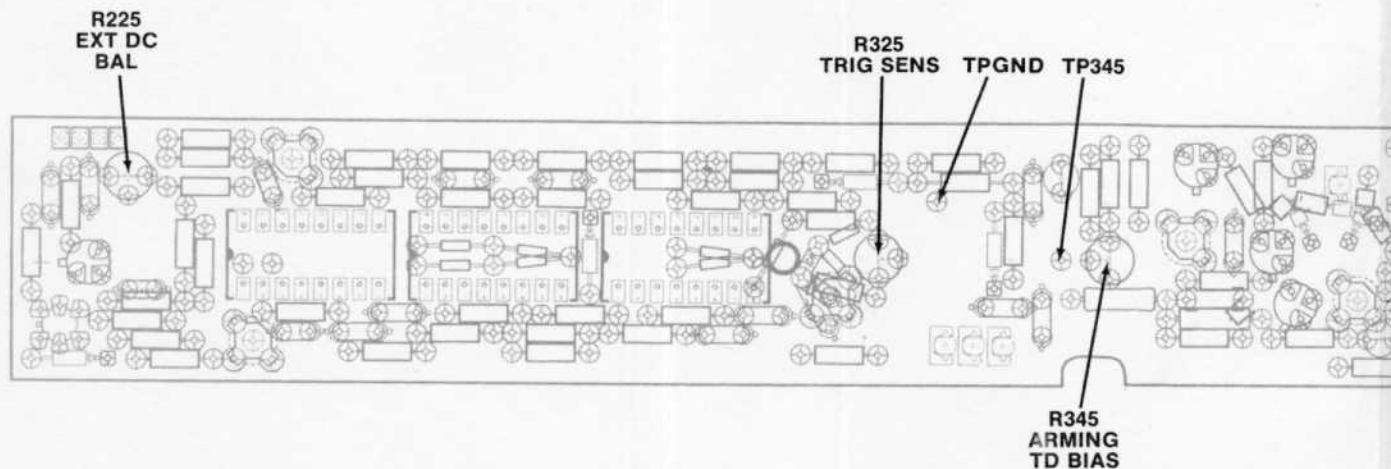 R225
EXT DC
BAL
R325
TRIG SENS
TPGND
TP345
R345
ARMING
TD BIAS